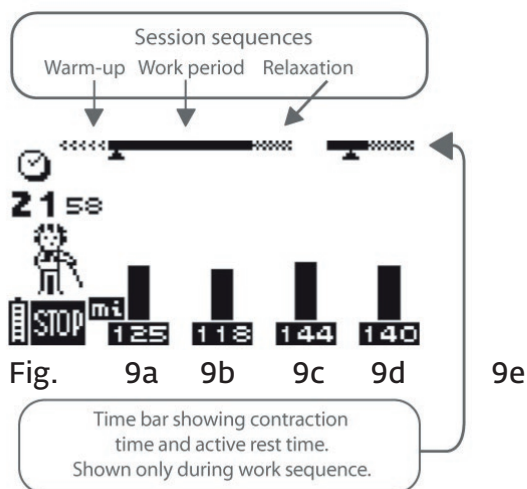 Session sequences
Warm-up Work period Relaxation
21 58
STOP mi 125 118 144 140
Fig. 9a 9b 9c 9d 9e
Time bar showing contraction
time and active rest time.
Shown only during work sequence.